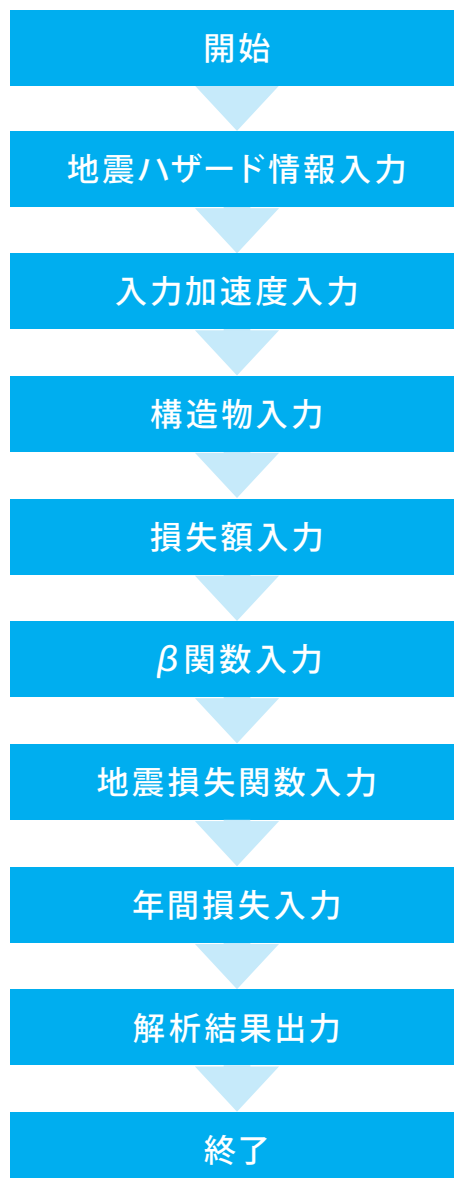 開始
地震ハザード情報入力
入力加速度入力
構造物入力
損失額入力
β関数入力
地震損失関数入力
年間損失入力
解析結果出力
終了